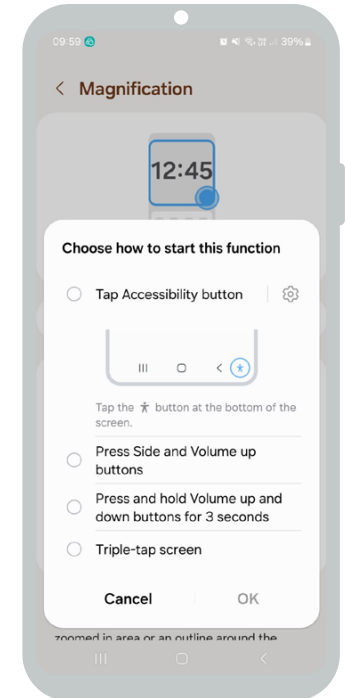 09:59
39%
Magnification
12:45
Choose how to start this function
Tap Accessibility button
Tap the button at the bottom of the
screen.
Press Side and Volume up
buttons
Press and hold Volume up and
down buttons for 3 seconds
Triple-tap screen
Cancel
OK
zoomed in area or an outline around the